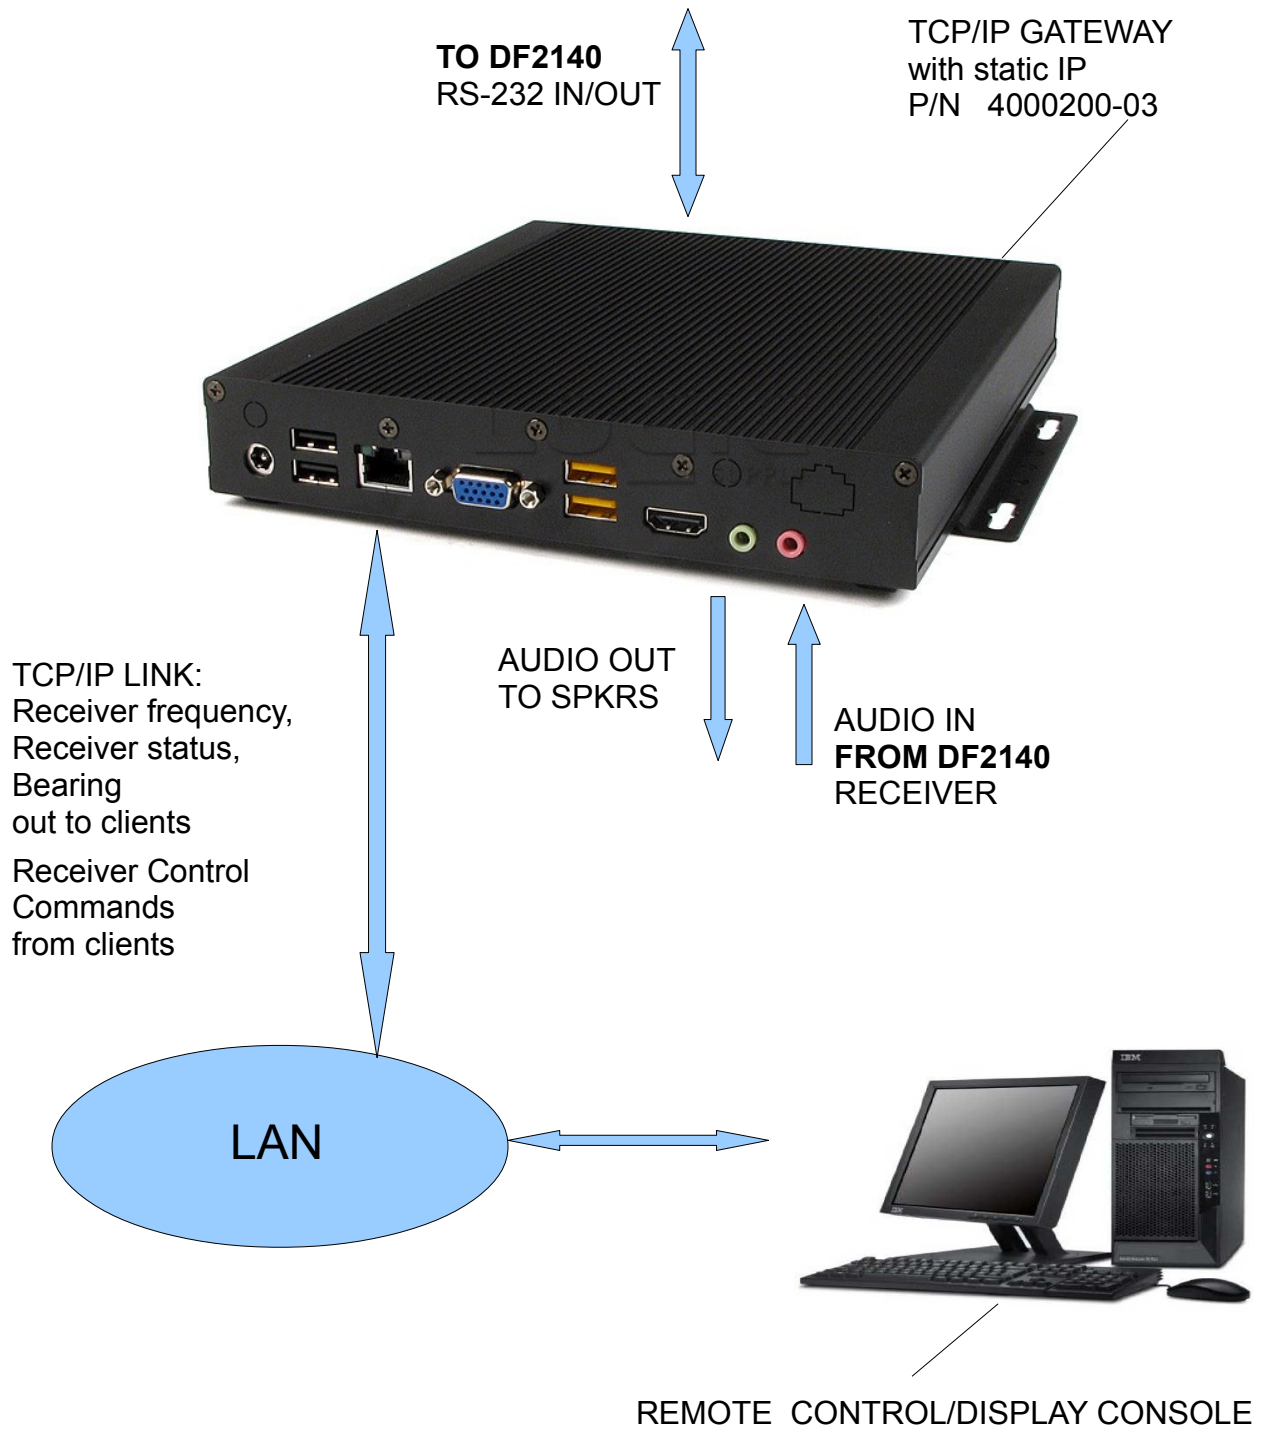 TO DF2140
RS-232 IN/OUT
TCP/IP GATEWAY
with static IP
P/N 4000200-03
AUDIO OUT
TO SPKRS
AUDIO IN
FROM DF2140
RECEIVER
TCP/IP LINK:
Receiver frequency,
Receiver status,
Bearing
out to clients
Receiver Control
Commands
from clients
LAN
IBM
IBM
REMOTE CONTROL/DISPLAY CONSOLE